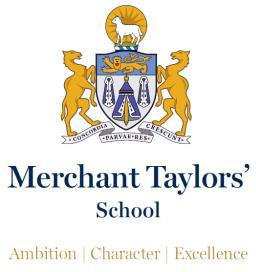 CONCORDIA PARVAE·RES· CRESCUNT
Merchant Taylors’
School
Ambition | Character | Excellence